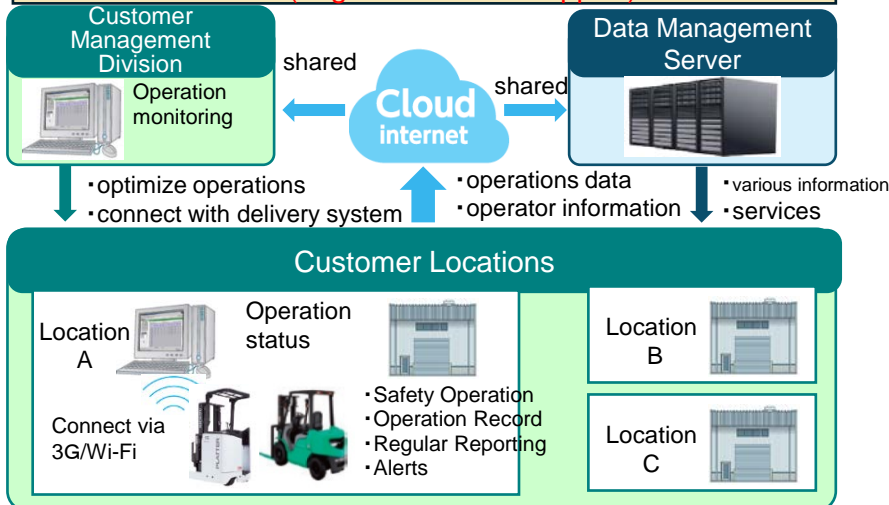 Customer
Management
Division
Operation
monitoring
shared
Cloud
internet
shared
Data Management
Server
・optimize operations
・connect with delivery system
・operations data
・operator information
・various information
・services
Customer Locations
Location
A
Operation
status
Connect via
3G/Wi-Fi
PLATTER
・Safety Operation
・Operation Record
・Regular Reporting
・Alerts
Location
B
Location
C